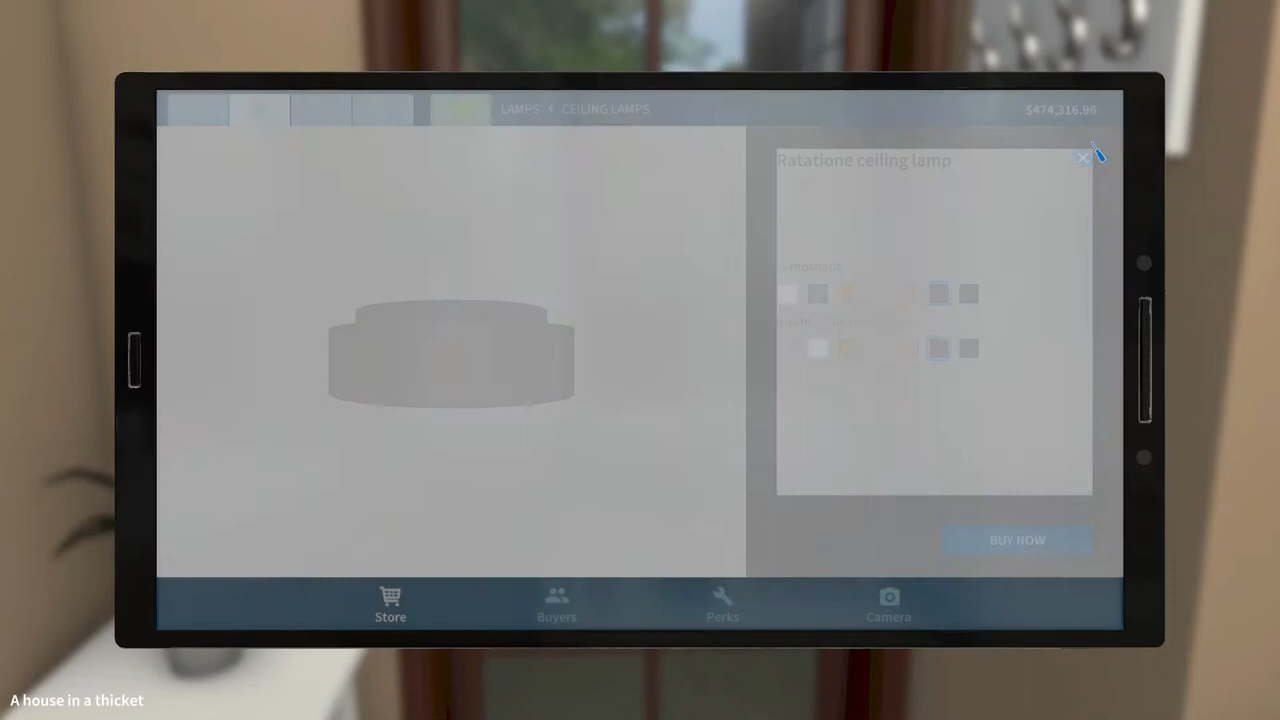 LAMPS < CEILING LAMPS
$474,316.96
Ratatione ceiling lamp
BUY NOW
Store
Buyers
Perks
Camera
A house in a thicket